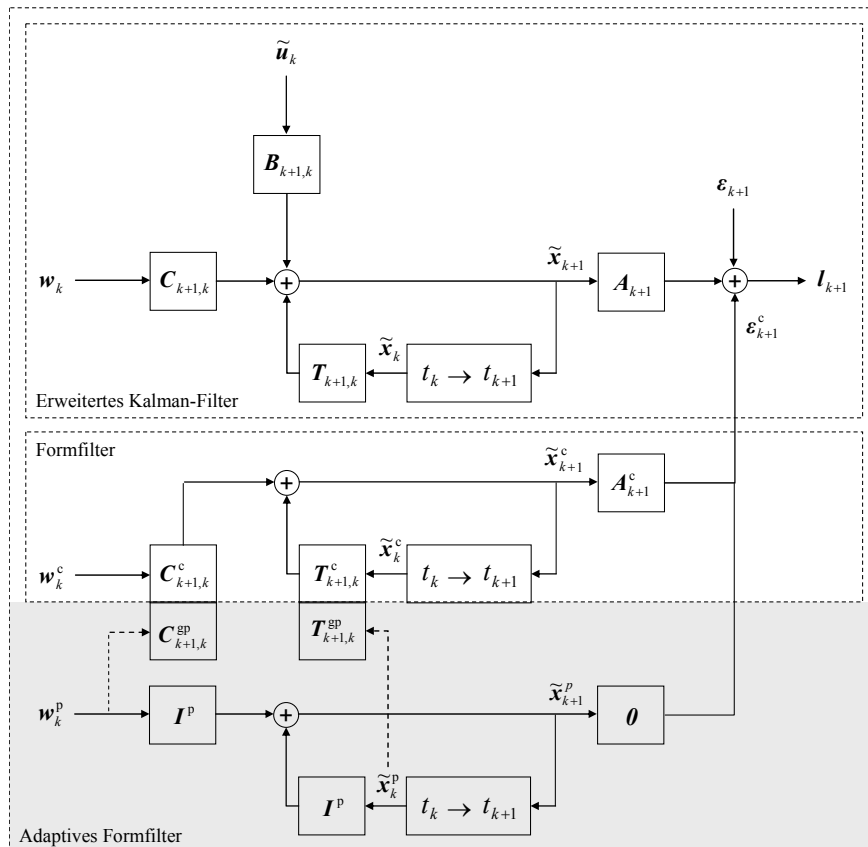 ũ_k
B_{k+1,k}
ε_{k+1}
w_k
C_{k+1,k}
+
x̃_{k+1}
A_{k+1}
+
l_{k+1}
ε^c_{k+1}
T_{k+1,k}
x̃_k
t_k → t_{k+1}
Erweitertes Kalman-Filter
Formfilter
+
x̃^c_{k+1}
A^c_{k+1}
w^c_k
C^c_{k+1,k}
T^c_{k+1,k}
x̃^c_k
t_k → t_{k+1}
C^{gp}_{k+1,k}
T^{gp}_{k+1,k}
w^p_k
I^p
+
x̃^p_{k+1}
0
I^p
x̃^p_k
t_k → t_{k+1}
Adaptives Formfilter